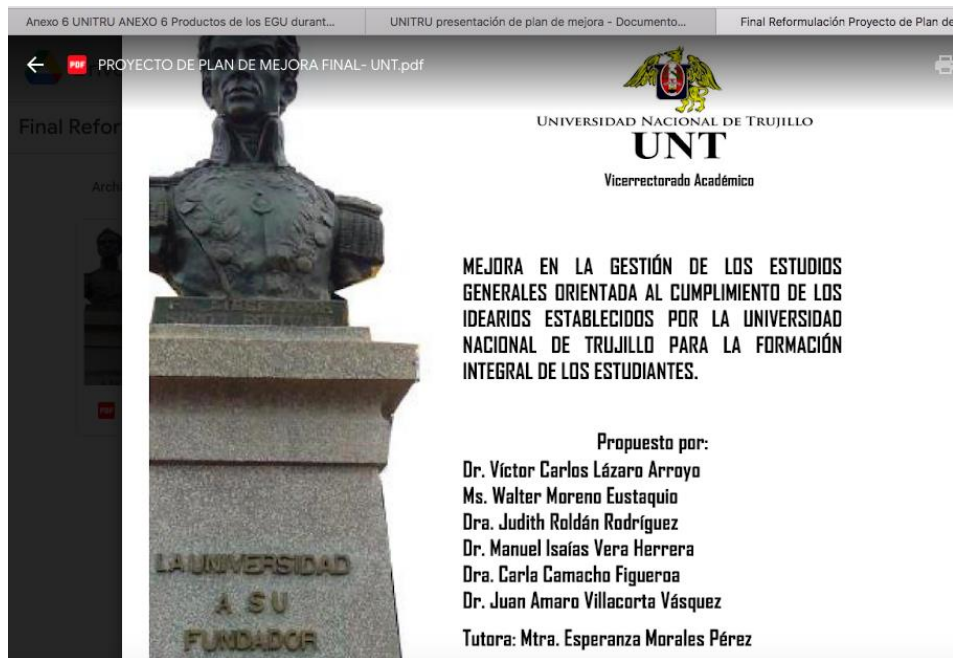 Anexo 6 UNITRU ANEXO 6 Productos de los EGU durant...
UNITRU presentación de plan de mejora - Documento...
Final Reformulación Proyecto de Plan de
PDF PROYECTO DE PLAN DE MEJORA FINAL- UNT.pdf
Final Refor
Archi
UNIVERSIDAD NACIONAL DE TRUJILLO
UNT
Vicerrectorado Académico
MEJORA EN LA GESTIÓN DE LOS ESTUDIOS
GENERALES ORIENTADA AL CUMPLIMIENTO DE LOS
IDEARIOS ESTABLECIDOS POR LA UNIVERSIDAD
NACIONAL DE TRUJILLO PARA LA FORMACIÓN
INTEGRAL DE LOS ESTUDIANTES.
Propuesto por:
Dr. Víctor Carlos Lázaro Arroyo
Ms. Walter Moreno Eustaquio
Dra. Judith Roldán Rodríguez
Dr. Manuel Isaías Vera Herrera
Dra. Carla Camacho Figueroa
Dr. Juan Amaro Villacorta Vásquez
Tutora: Mtra. Esperanza Morales Pérez
PDF
LA UNIVERSIDAD
A SU
FUNDADOR